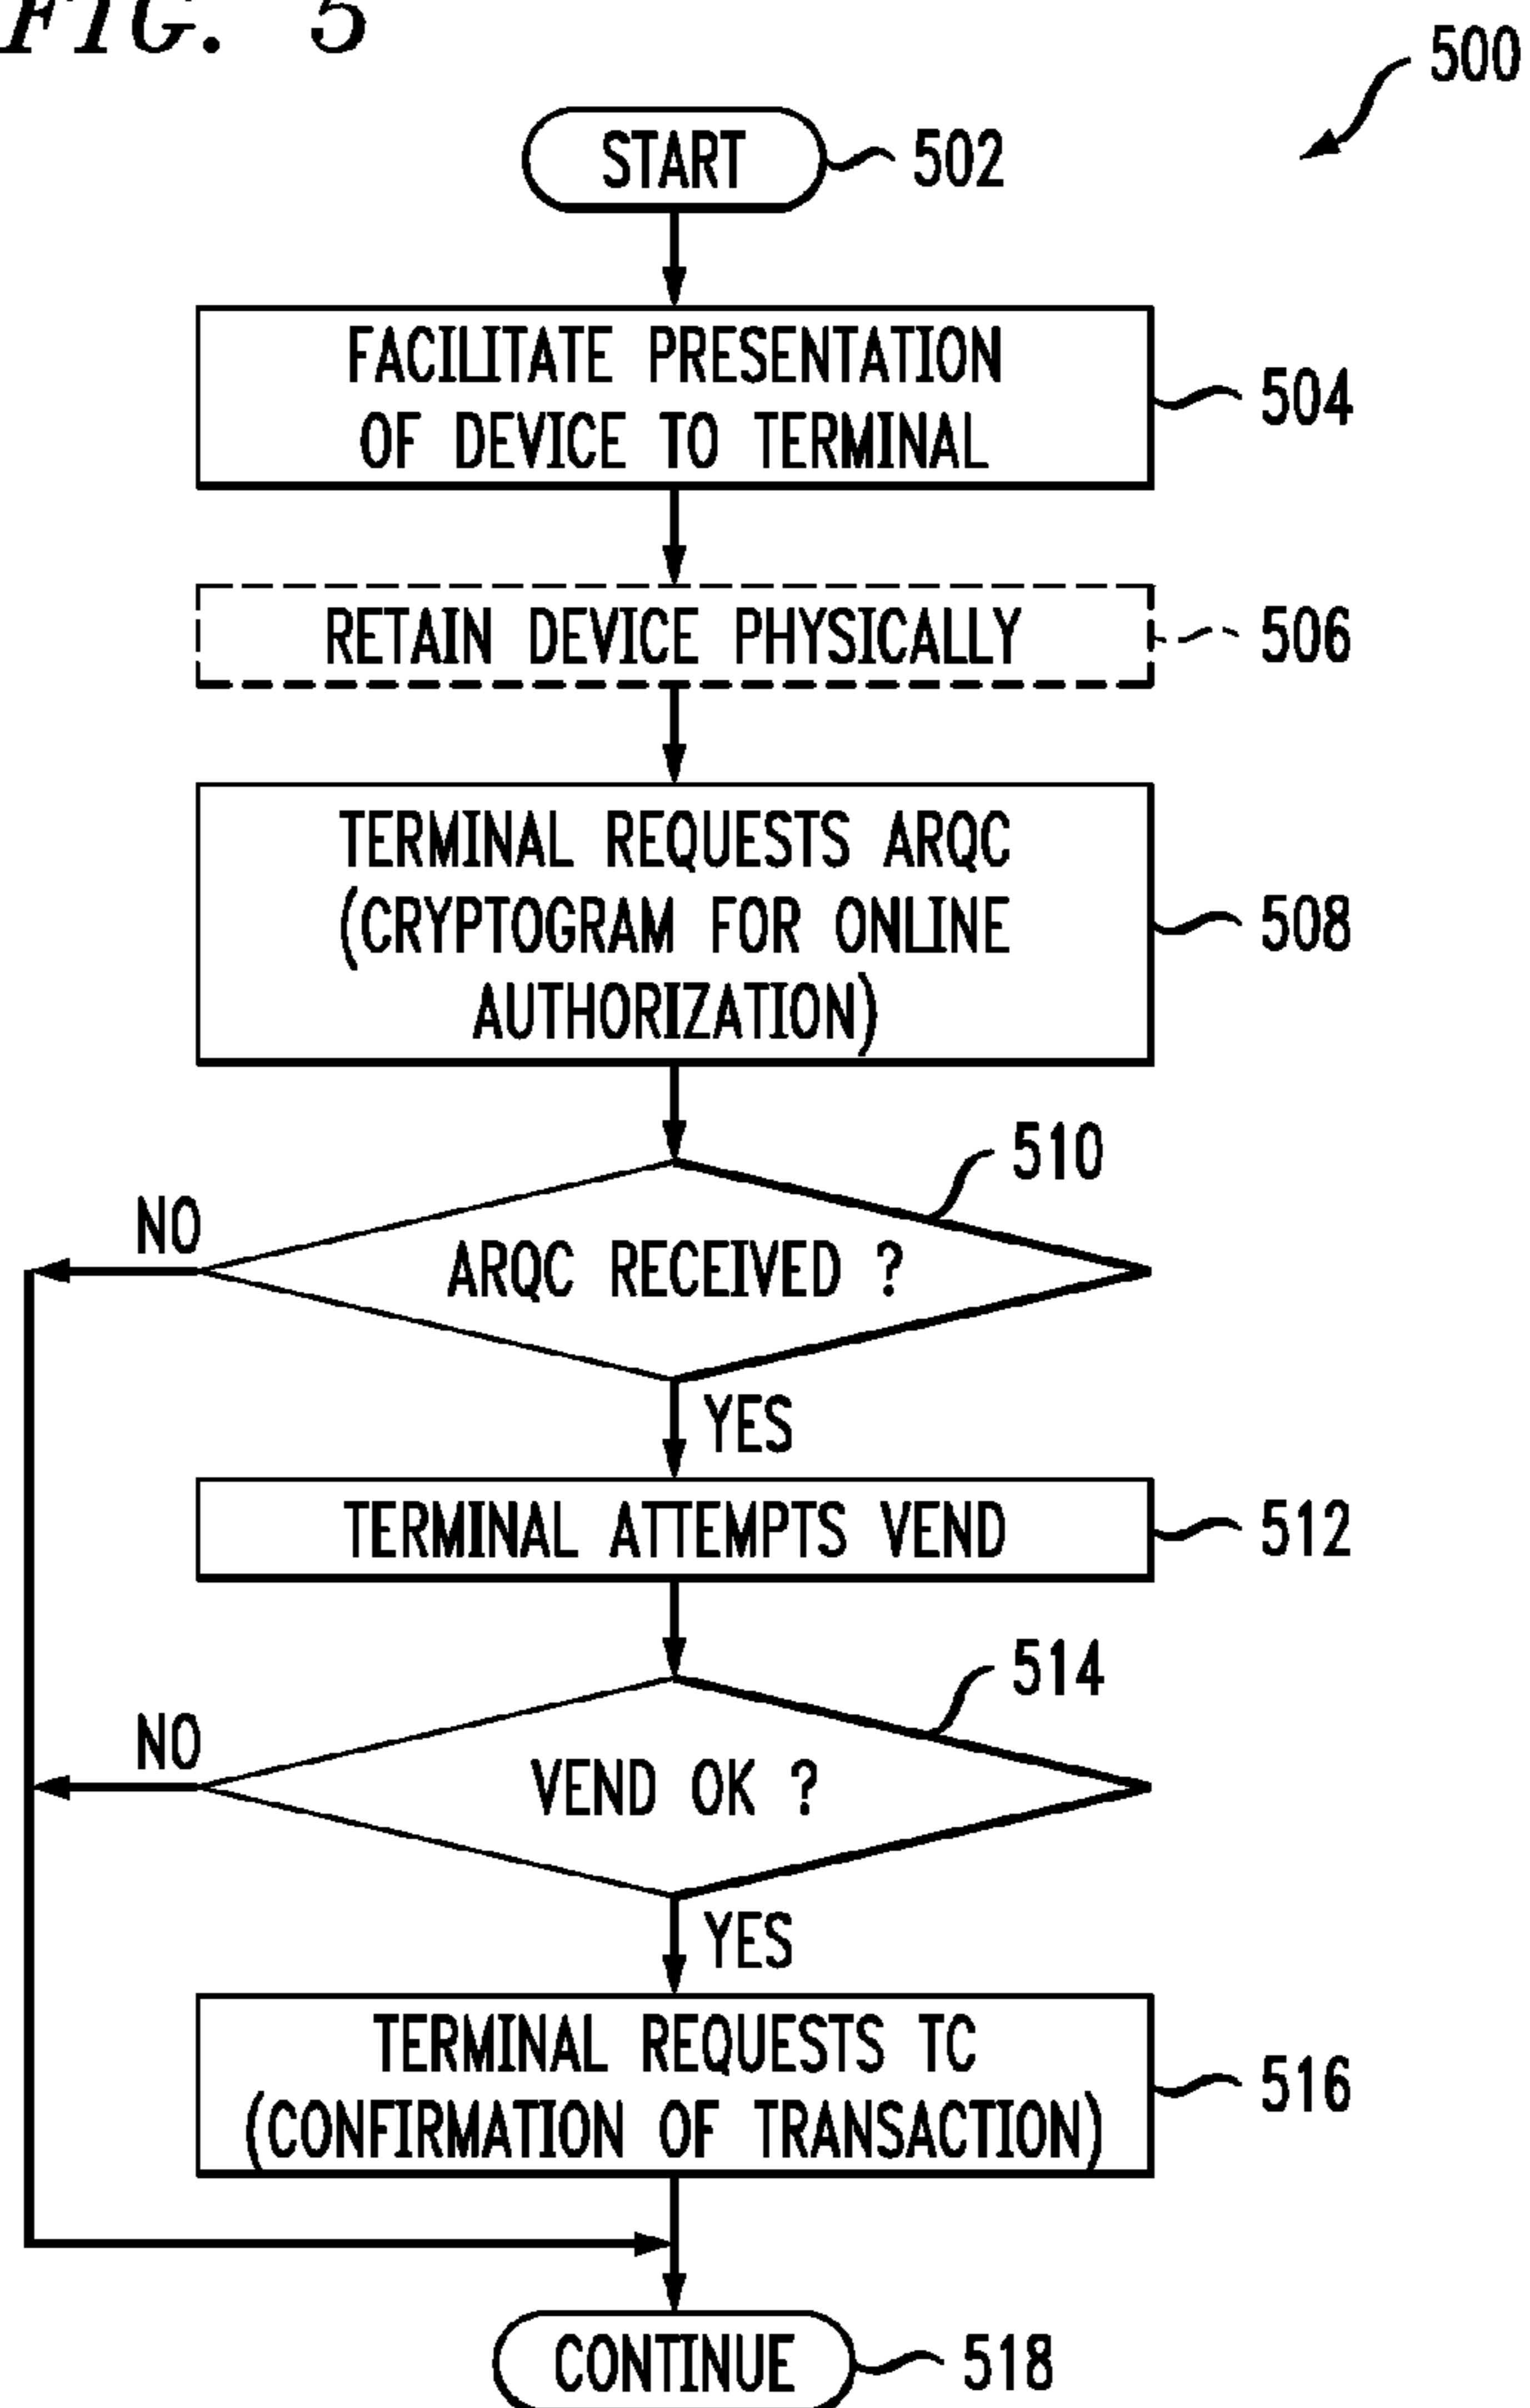 FIG. 5
500
START
502
FACILITATE PRESENTATION
OF DEVICE TO TERMINAL
504
RETAIN DEVICE PHYSICALLY
506
TERMINAL REQUESTS ARQC
(CRYPTOGRAM FOR ONLINE
AUTHORIZATION)
508
510
NO
ARQC RECEIVED ?
YES
TERMINAL ATTEMPTS VEND
512
514
NO
VEND OK ?
YES
TERMINAL REQUESTS TC
(CONFIRMATION OF TRANSACTION)
516
CONTINUE
518